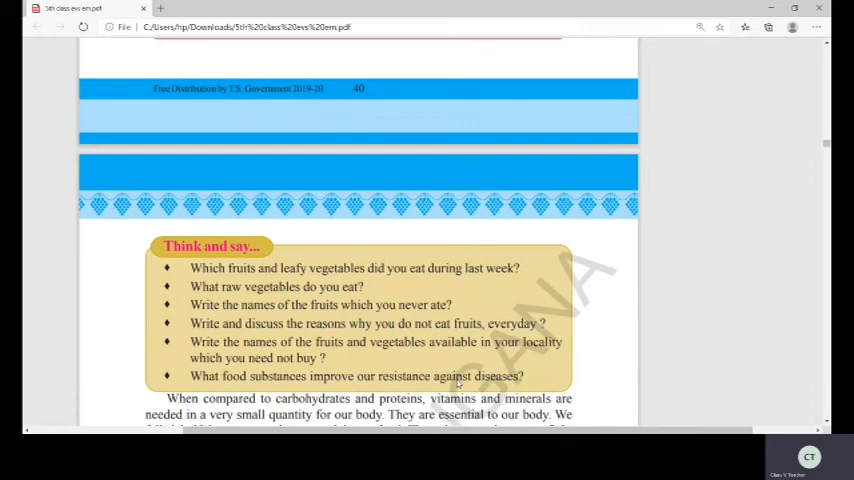 5th class evs em.pdf
File | C:/Users/hp/Downloads/5th%20class%20evs%20em.pdf
Free Distribution by T.S. Government 2019-20 40
Think and say...
♦ Which fruits and leafy vegetables did you eat during last week?
♦ What raw vegetables do you eat?
♦ Write the names of the fruits which you never ate?
♦ Write and discuss the reasons why you do not eat fruits, everyday ?
♦ Write the names of the fruits and vegetables available in your locality
which you need not buy ?
♦ What food substances improve our resistance against diseases?
When compared to carbohydrates and proteins, vitamins and minerals are
needed in a very small quantity for our body. They are essential to our body. We
IGANA
CT
Class V Teacher